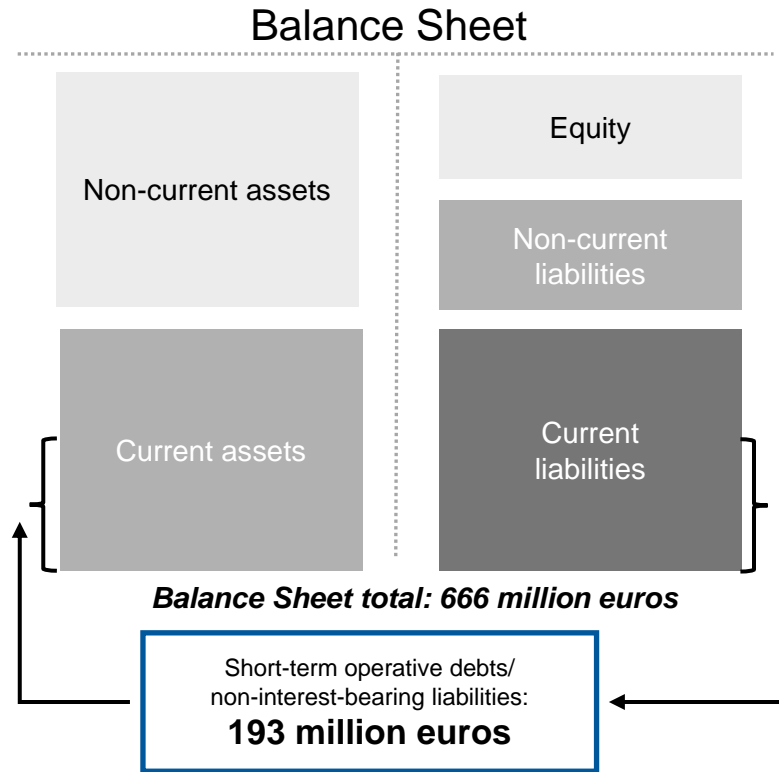 Balance Sheet
Non-current assets
Equity
Non-current
liabilities
Current assets
Current
liabilities
Balance Sheet total: 666 million euros
Short-term operative debts/
non-interest-bearing liabilities:
193 million euros